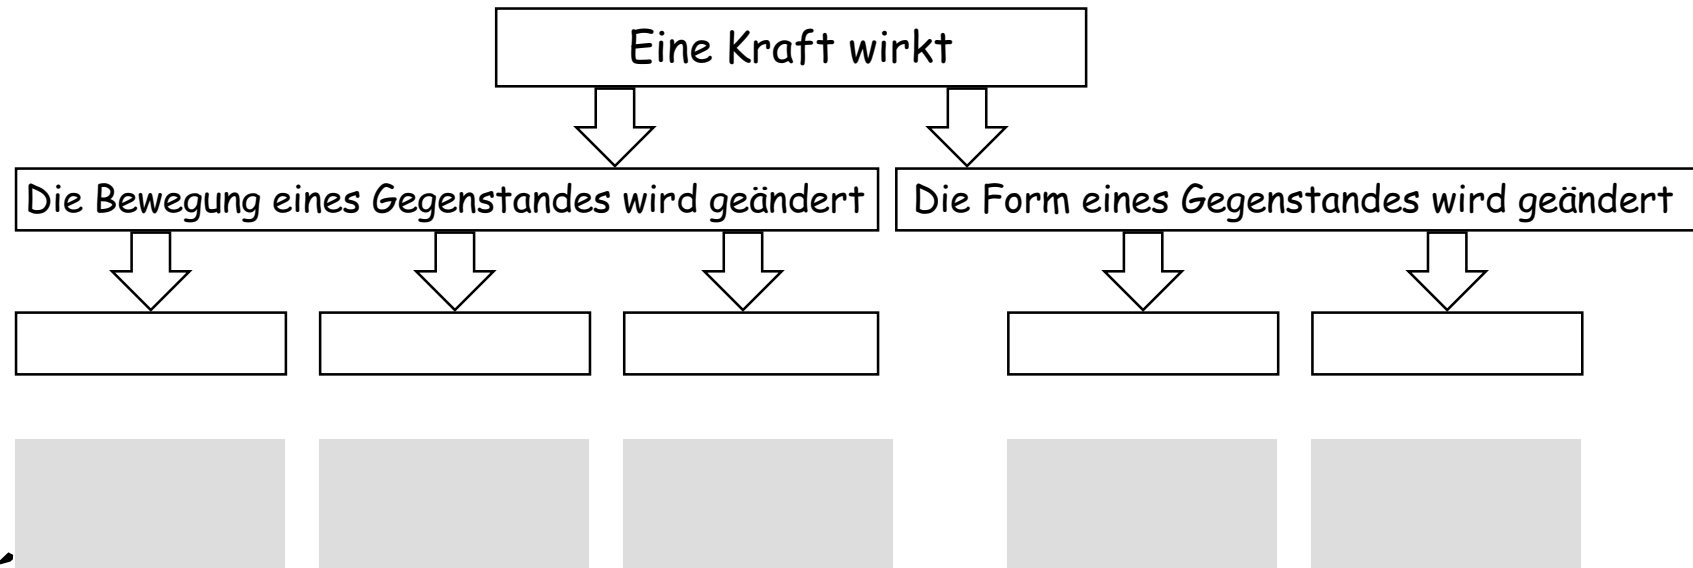 Eine Kraft wirkt
Die Bewegung eines Gegenstandes wird geändert
Die Form eines Gegenstandes wird geändert